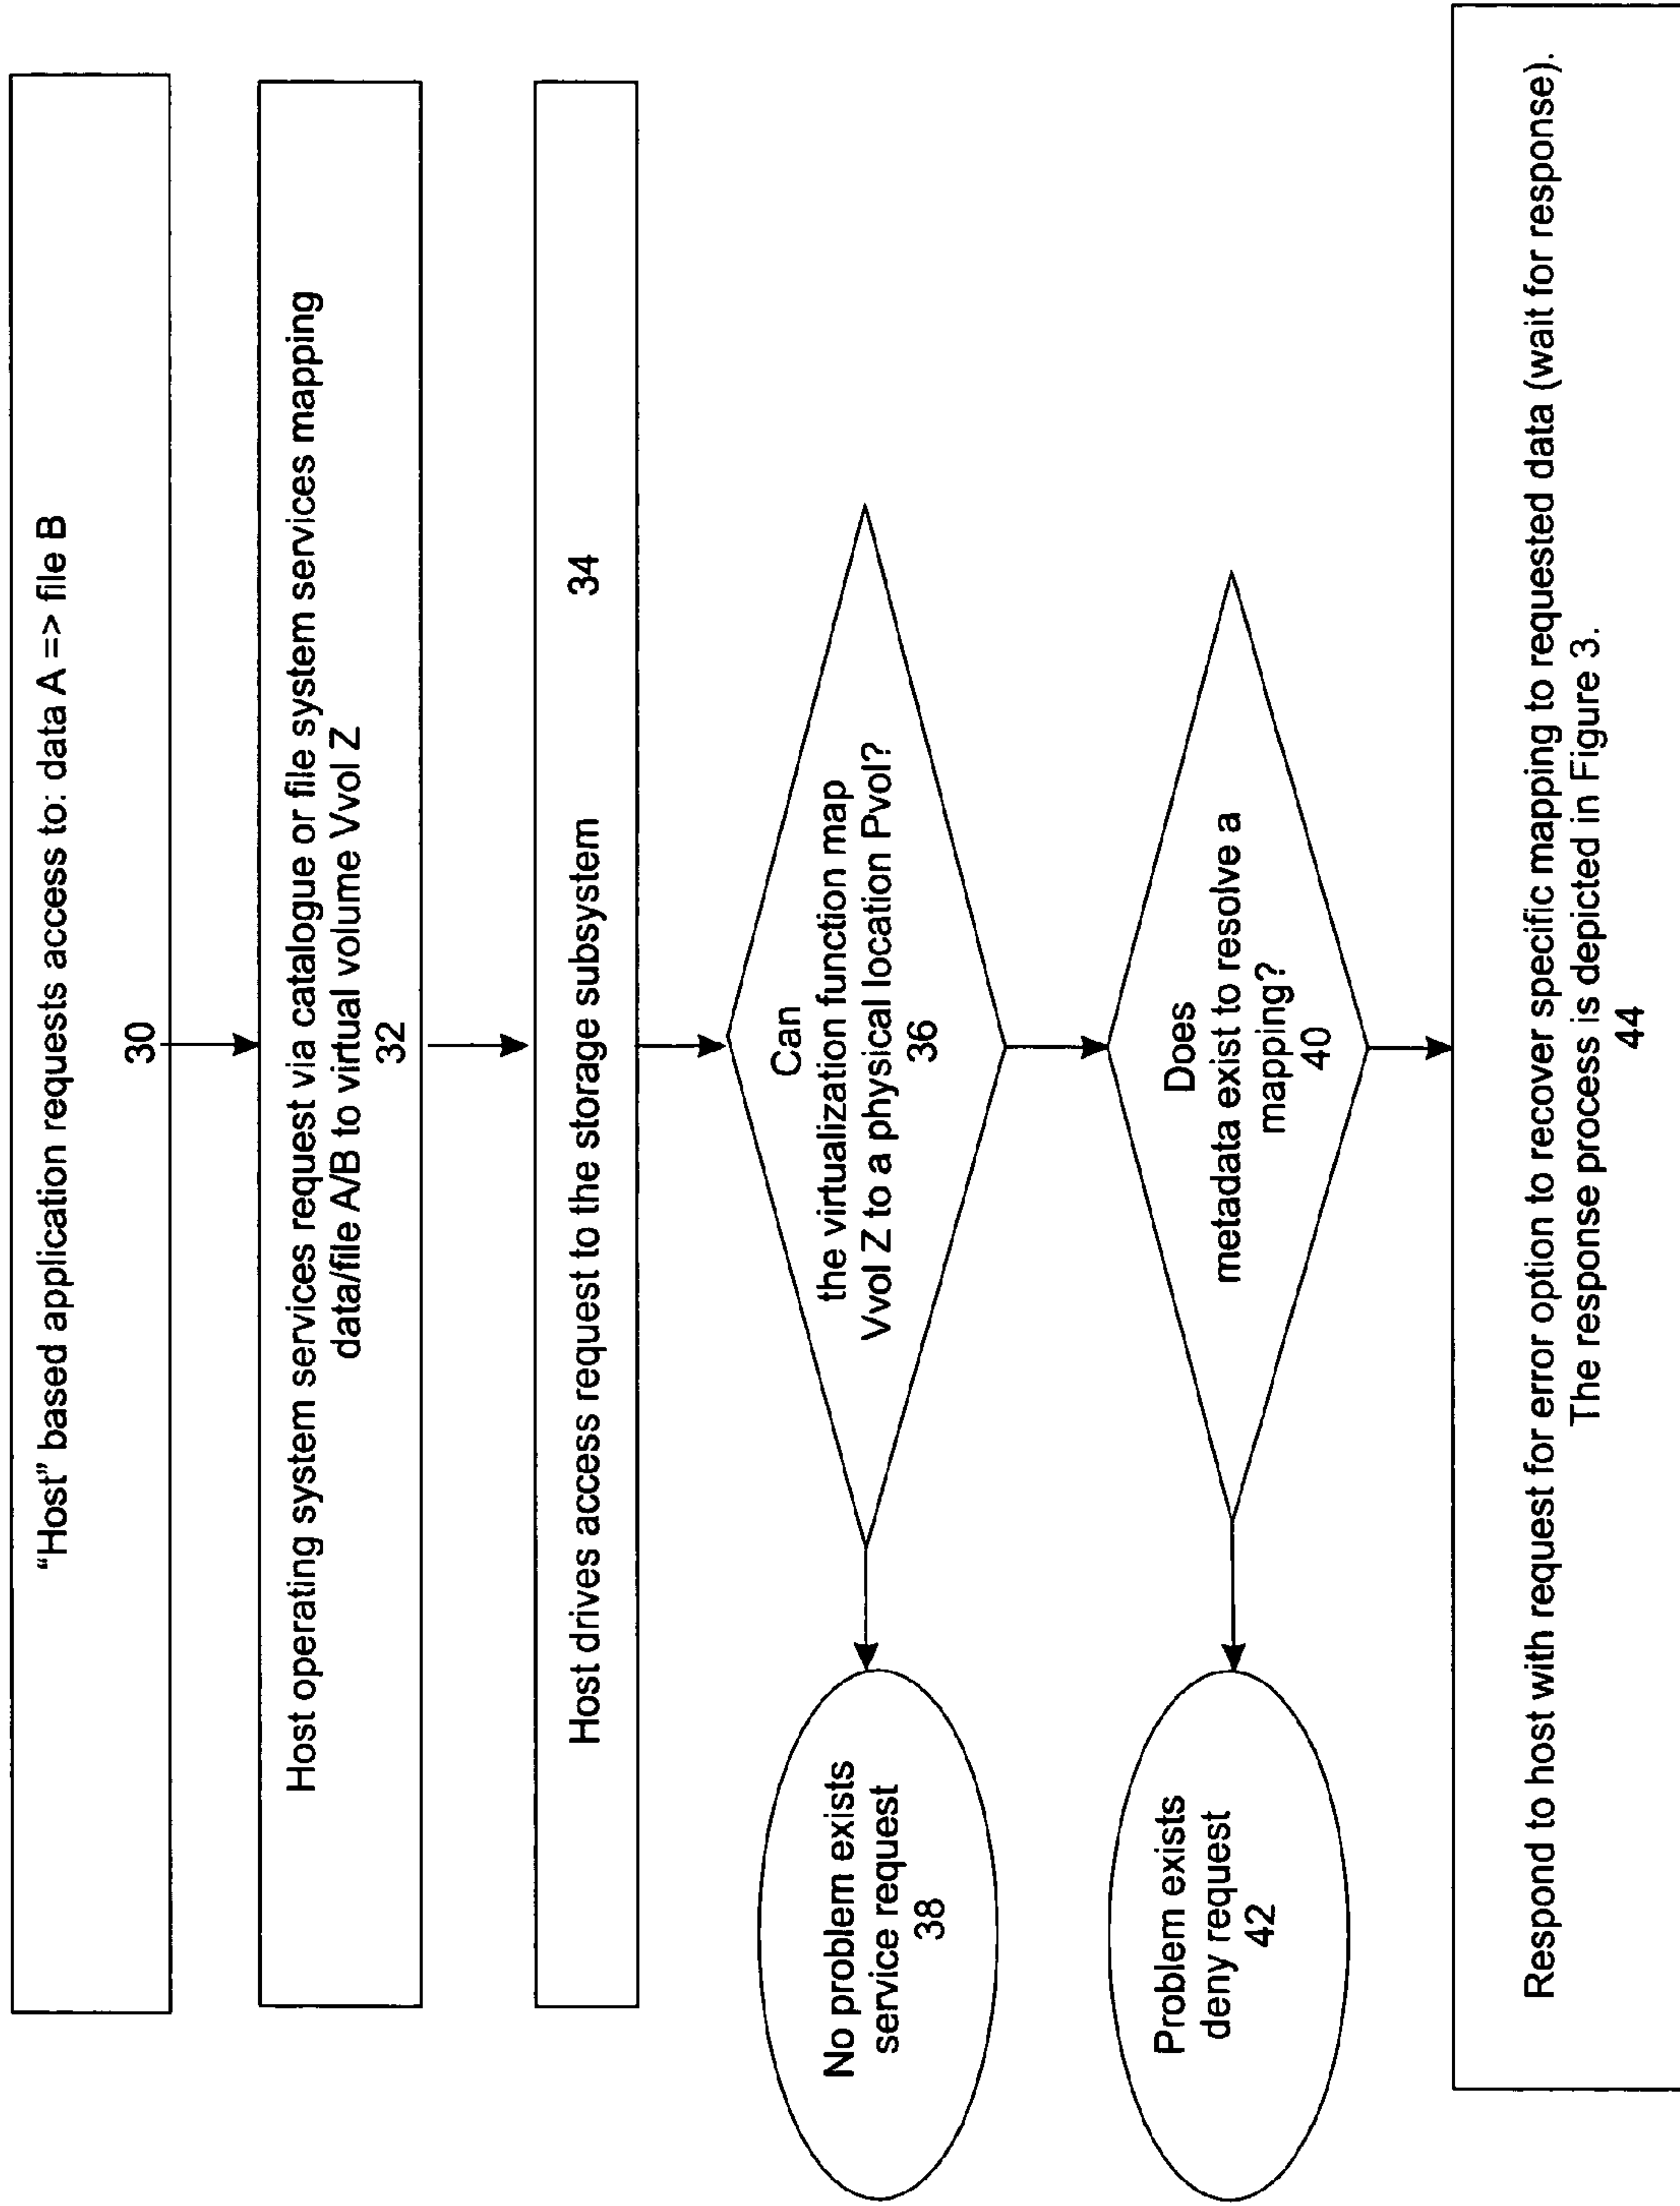 “Host” based application requests access to: data A => file B
30
Host operating system services request via catalogue or file system services mapping
data/file A/B to virtual volume Vvol Z
32
Host drives access request to the storage subsystem 34
Can
the virtualization function map
Vvol Z to a physical location Pvol?
36
No problem exists
service request
38
Does
metadata exist to resolve a
mapping?
40
Problem exists
deny request
42
Respond to host with request for error option to recover specific mapping to requested data (wait for response).
The response process is depicted in Figure 3.
44